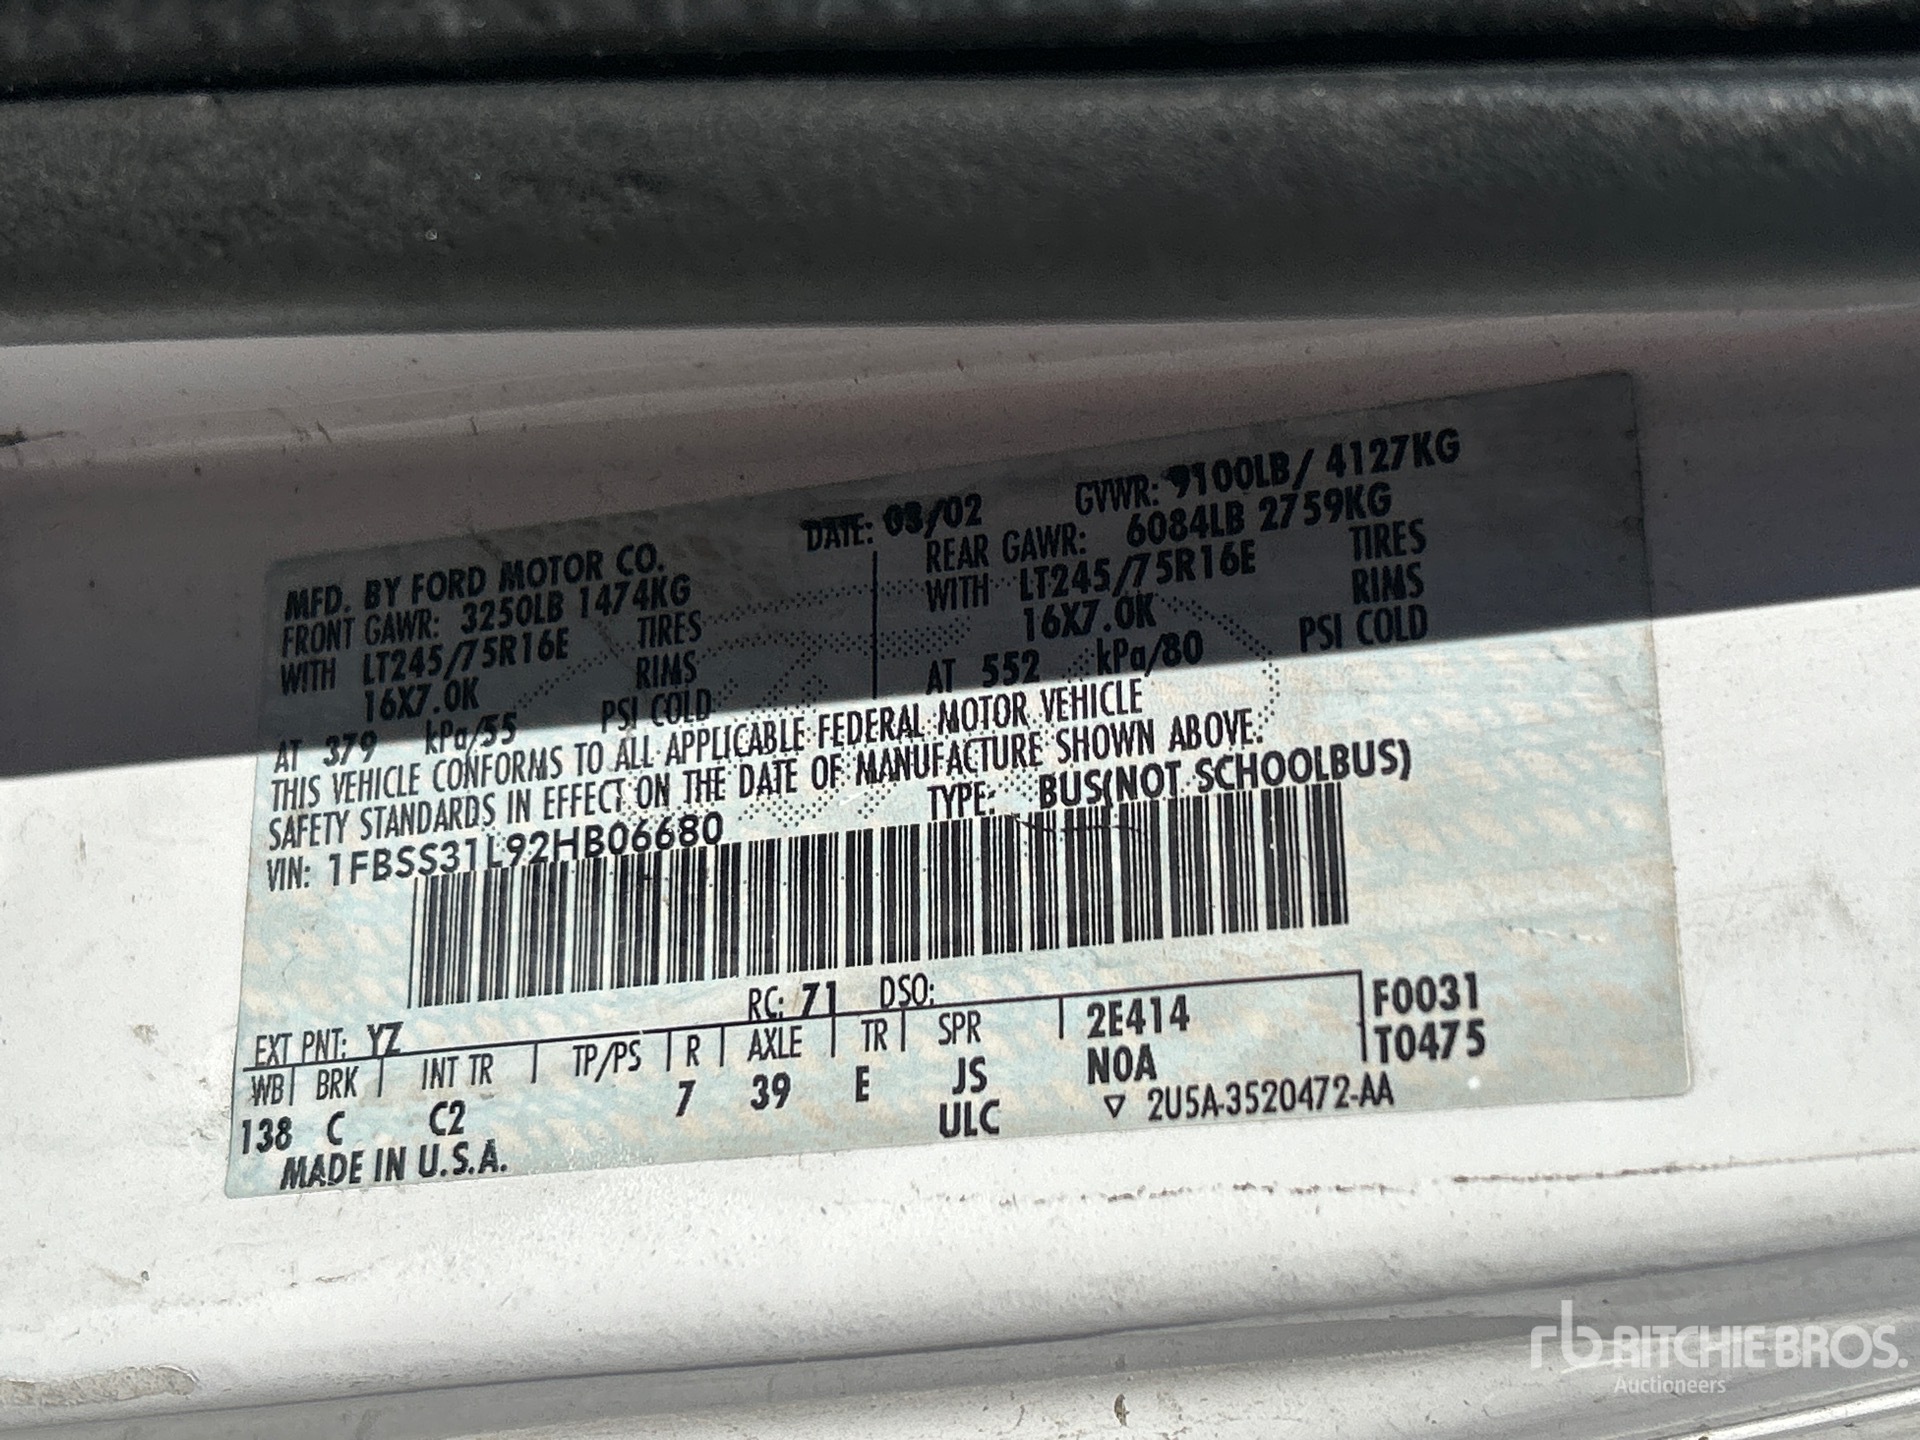 MFD. BY FORD MOTOR CO. DATE: 03/02 GVWR: 9100LB/ 4127KG
FRONT GAWR: 3250LB 1474KG REAR GAWR: 6084LB 2759KG
WITH LT245/75R16E TIRES WITH LT245/75R16E TIRES
16X7.0K RIMS 16X7.0K RIMS
AT 379 kPa/55 PSI COLD AT 552 kPa/80 PSI COLD
THIS VEHICLE CONFORMS TO ALL APPLICABLE FEDERAL MOTOR VEHICLE
SAFETY STANDARDS IN EFFECT ON THE DATE OF MANUFACTURE SHOWN ABOVE.
VIN: 1FBSS31L92HB06680 TYPE: BUS(NOT SCHOOLBUS)
EXT PNT: YZ RC: 71 DSO:
WB BRK INT TR TP/PS R AXLE TR SPR 2E414 F0031
138 C C2 7 39 E JS NOA T0475
ULC ▽ 2U5A-3520472-AA
MADE IN U.S.A.
rb RITCHIE BROS.
Auctioneers